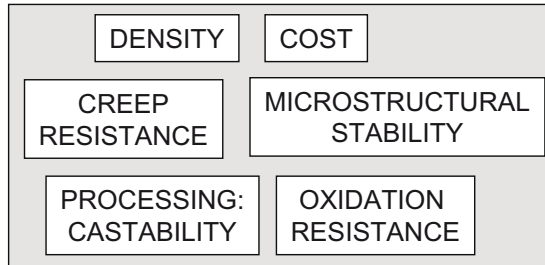 DENSITY
COST
CREEP
RESISTANCE
MICROSTRUCTURAL
STABILITY
PROCESSING:
CASTABILITY
OXIDATION
RESISTANCE